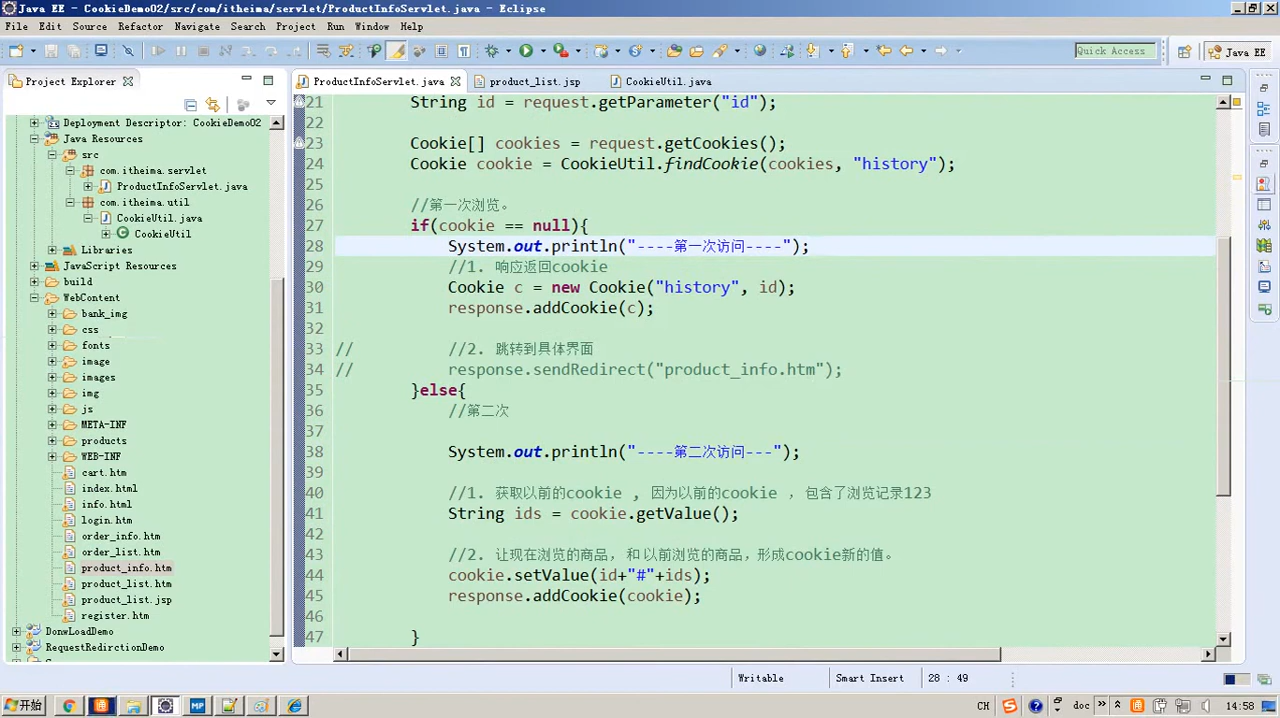 Java EE - CookieDemo02/src/com/itheima/servlet/ProductInfoServlet.java - Eclipse
File Edit Source Refactor Navigate Search Project Run Window Help
Quick Access
Java EE
Project Explorer
ProductInfoServlet.java
product_list.jsp
CookieUtil.java
Deployment Descriptor: CookieDemo02
Java Resources
src
com.itheima.servlet
ProductInfoServlet.java
com.itheima.util
CookieUtil.java
CookieUtil
Libraries
JavaScript Resources
build
WebContent
bank_img
css
fonts
image
images
img
js
META-INF
products
WEB-INF
cart.htm
index.html
info.html
login.htm
order_info.htm
order_list.htm
product_info.htm
product_list.htm
product_list.jsp
register.htm
DonwLoadDemo
RequestRedirctionDemo
21 String id = request.getParameter("id");
22
23 Cookie[] cookies = request.getCookies();
24 Cookie cookie = CookieUtil.findCookie(cookies, "history");
25
26 //第一次浏览。
27 if(cookie == null){
28 System.out.println("----第一次访问----");
29 //1. 响应返回cookie
30 Cookie c = new Cookie("history", id);
31 response.addCookie(c);
32
33 // //2. 跳转到具体界面
34 // response.sendRedirect("product_info.htm");
35 }else{
36 //第二次
37
38 System.out.println("----第二次访问---");
39
40 //1. 获取以前的cookie , 因为以前的cookie , 包含了浏览记录123
41 String ids = cookie.getValue();
42
43 //2. 让现在浏览的商品, 和 以前浏览的商品，形成cookie新的值。
44 cookie.setValue(id+"#"+ids);
45 response.addCookie(cookie);
46
47 }
Writable
Smart Insert
28 : 49
开始
MP
CH
doc
14:58